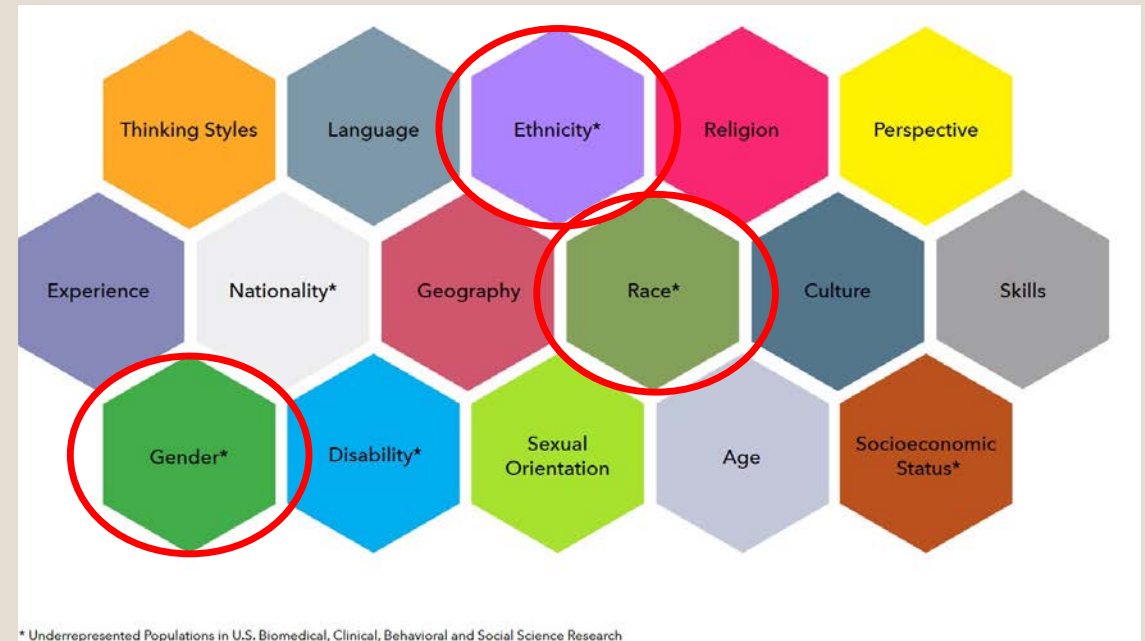 Thinking Styles
Language
Ethnicity*
Religion
Perspective
Experience
Nationality*
Geography
Race*
Culture
Skills
Gender*
Disability*
Sexual
Orientation
Age
Socioeconomic
Status*
* Underrepresented Populations in U.S. Biomedical, Clinical, Behavioral and Social Science Research